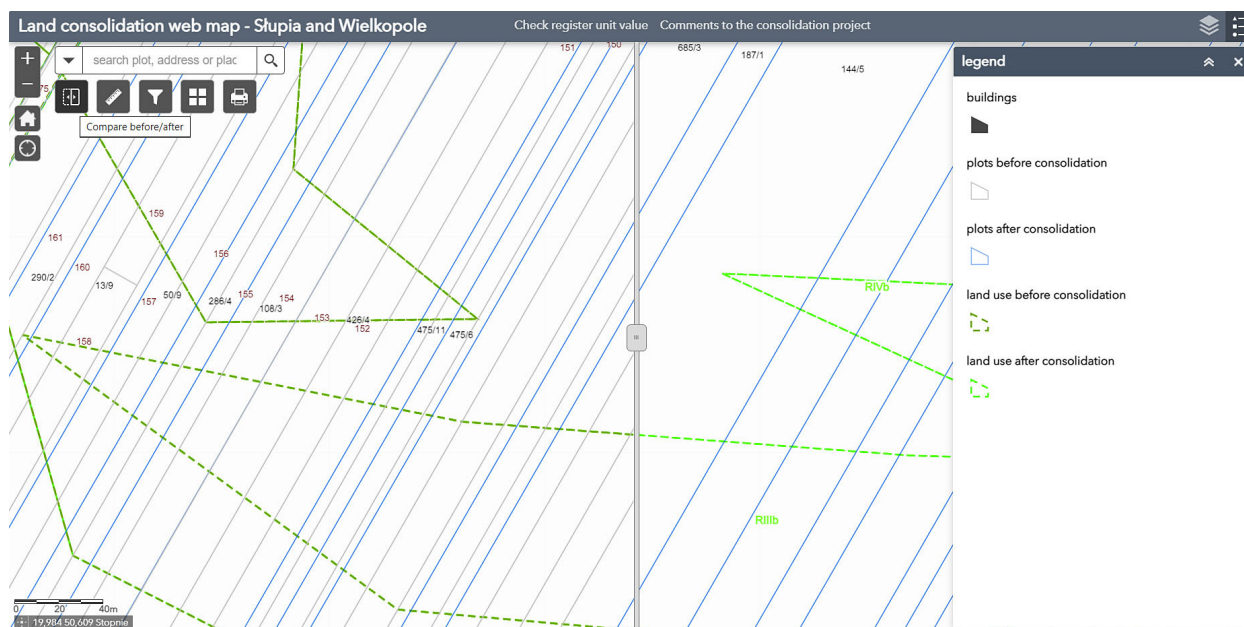 Land consolidation web map - Słupia and Wielkopole
Check register unit value Comments to the consolidation project
search plot, address or plac
Compare before/after
151
150
685/3
187/1
144/5
159
161
156
160
290/2
13/9
157
50/9
286/4
155
108/3
154
153
426/4
152
475/11
475/6
158
RIVb
RIIIb
legend
buildings
plots before consolidation
plots after consolidation
land use before consolidation
land use after consolidation
0 20 40m
19,984 50,609 Stopnie